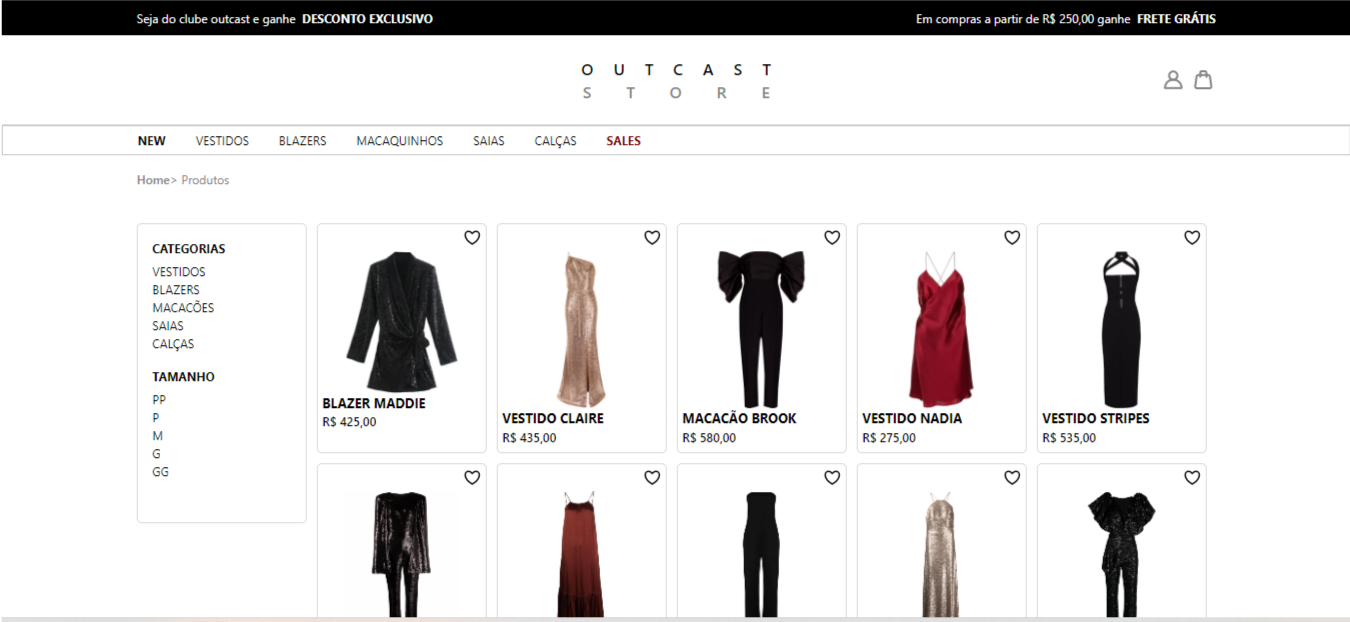 Seja do clube outcast e ganhe DESCONTO EXCLUSIVO
Em compras a partir de R$ 250,00 ganhe FRETE GRÁTIS
OUTCAST
STORE
NEW VESTIDOS BLAZERS MACAQUINHOS SAIAS CALÇAS SALES
Home> Produtos
CATEGORIAS
VESTIDOS
BLAZERS
MACACÕES
SAIAS
CALÇAS
TAMANHO
PP
P
M
G
GG
BLAZER MADDIE
R$ 425,00
VESTIDO CLAIRE
R$ 435,00
MACACÃO BROOK
R$ 580,00
VESTIDO NADIA
R$ 275,00
VESTIDO STRIPES
R$ 535,00